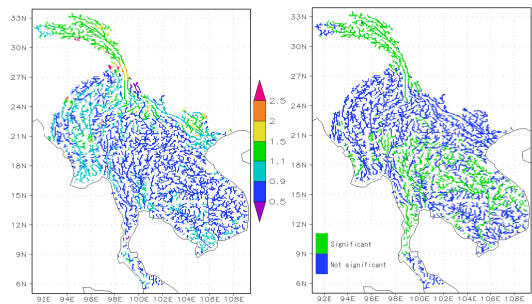 33N
30N
27N
24N
21N
18N
15N
12N
9N
6N
92E 94E 96E 98E 100E 102E 104E 106E 108E
2.5
2
1.5
1.1
0.9
0.5
33N
30N
27N
24N
21N
18N
15N
12N
9N
6N
Significant
Not significant
92E 94E 96E 98E 100E 102E 104E 106E 108E